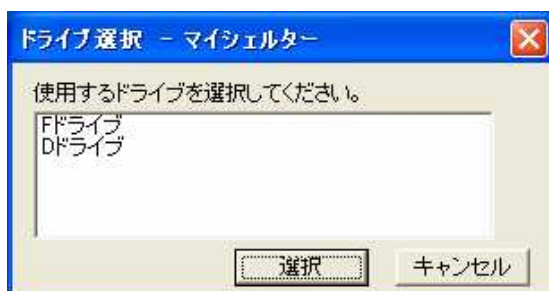 ドライブ選択 － マイシェルター
使用するドライブを選択してください。
Fドライブ
Dドライブ
選択
キャンセル